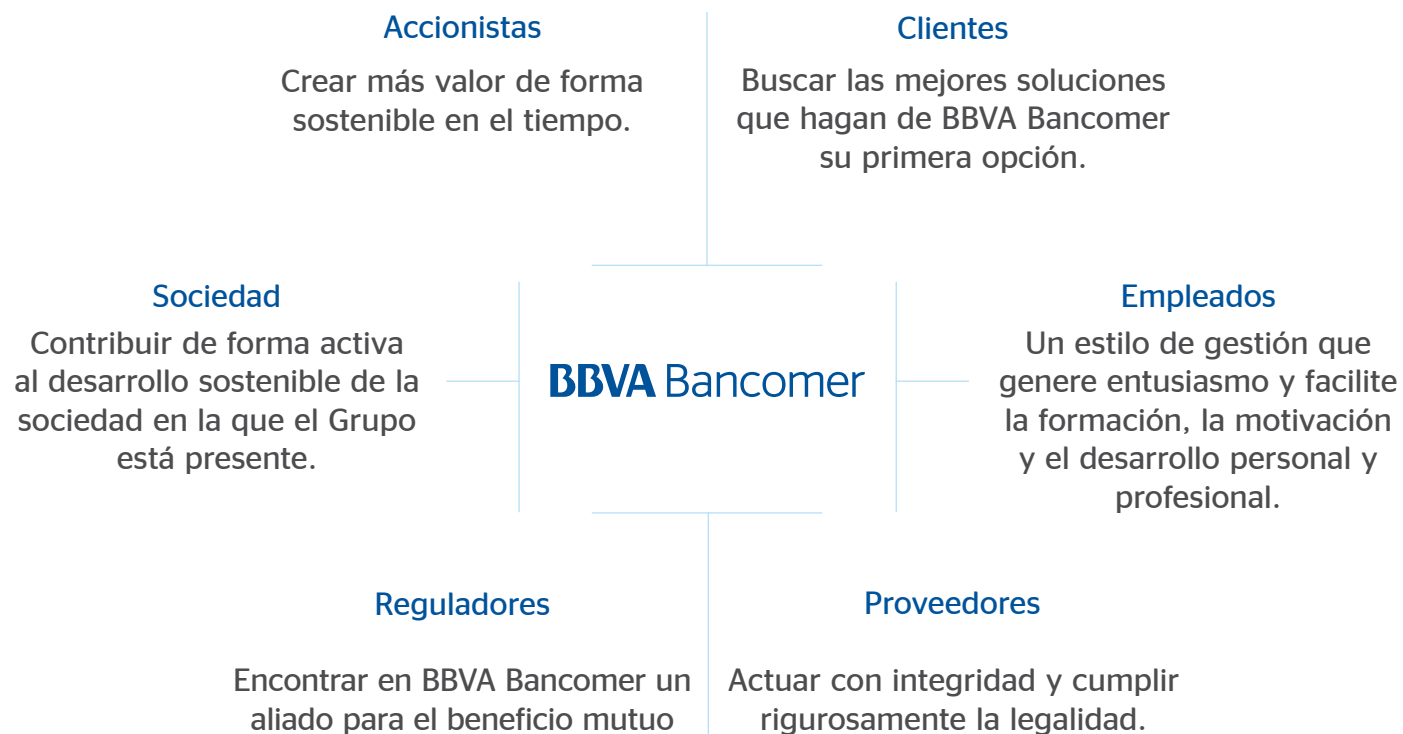 Accionistas
Crear más valor de forma
sostenible en el tiempo.
Clientes
Buscar las mejores soluciones
que hagan de BBVA Bancomer
su primera opción.
Sociedad
Contribuir de forma activa
al desarrollo sostenible de la
sociedad en la que el Grupo
está presente.
BBVA Bancomer
Empleados
Un estilo de gestión que
genere entusiasmo y facilite
la formación, la motivación
y el desarrollo personal y
profesional.
Reguladores
Encontrar en BBVA Bancomer un
aliado para el beneficio mutuo
Proveedores
Actuar con integridad y cumplir
rigurosamente la legalidad.